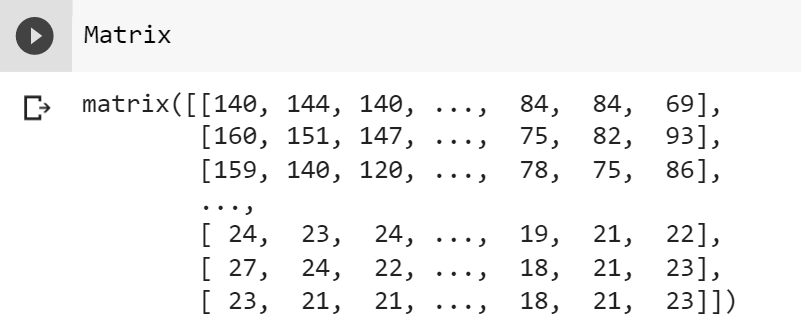 Matrix
matrix([[140, 144, 140, ..., 84, 84, 69],
[160, 151, 147, ..., 75, 82, 93],
[159, 140, 120, ..., 78, 75, 86],
...,
[ 24, 23, 24, ..., 19, 21, 22],
[ 27, 24, 22, ..., 18, 21, 23],
[ 23, 21, 21, ..., 18, 21, 23]])